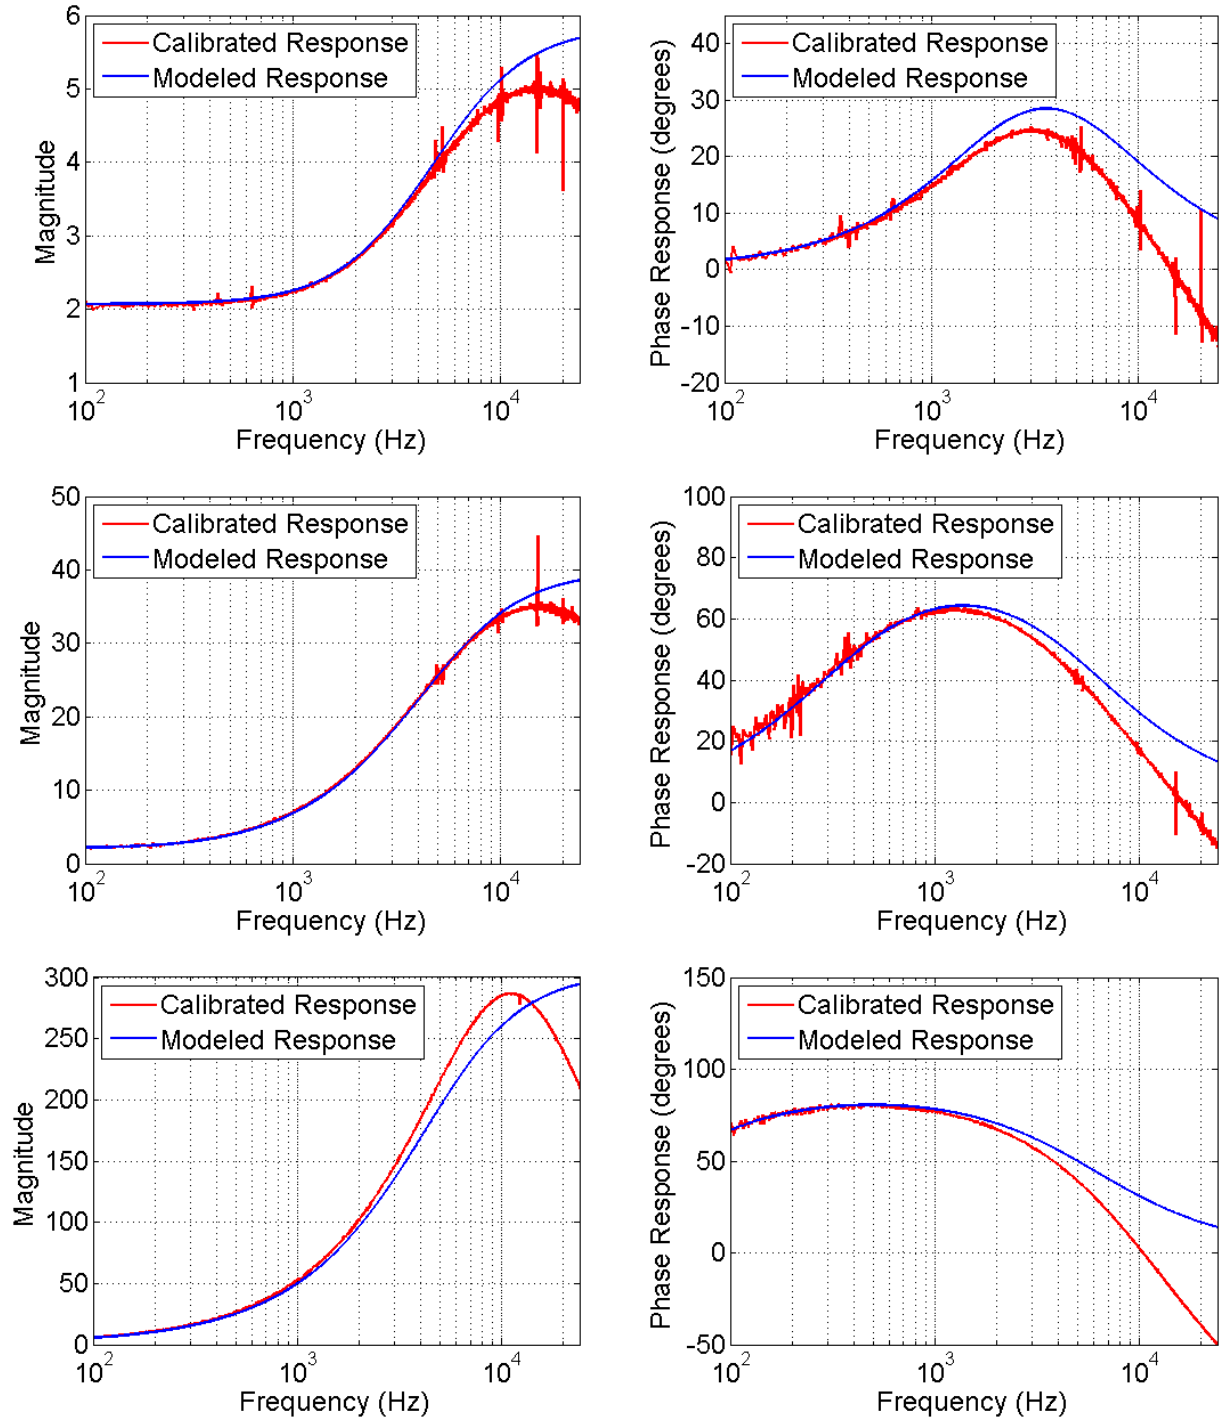 6
5
4
3
2
1
Magnitude
Calibrated Response
Modeled Response
10^2 10^3 10^4
Frequency (Hz)
40
30
20
10
0
-10
-20
Phase Response (degrees)
Calibrated Response
Modeled Response
10^2 10^3 10^4
Frequency (Hz)
50
40
30
20
10
0
Magnitude
Calibrated Response
Modeled Response
10^2 10^3 10^4
Frequency (Hz)
100
80
60
40
20
0
-20
Phase Response (degrees)
Calibrated Response
Modeled Response
10^2 10^3 10^4
Frequency (Hz)
300
250
200
150
100
50
0
Magnitude
Calibrated Response
Modeled Response
10^2 10^3 10^4
Frequency (Hz)
150
100
50
0
-50
Phase Response (degrees)
Calibrated Response
Modeled Response
10^2 10^3 10^4
Frequency (Hz)